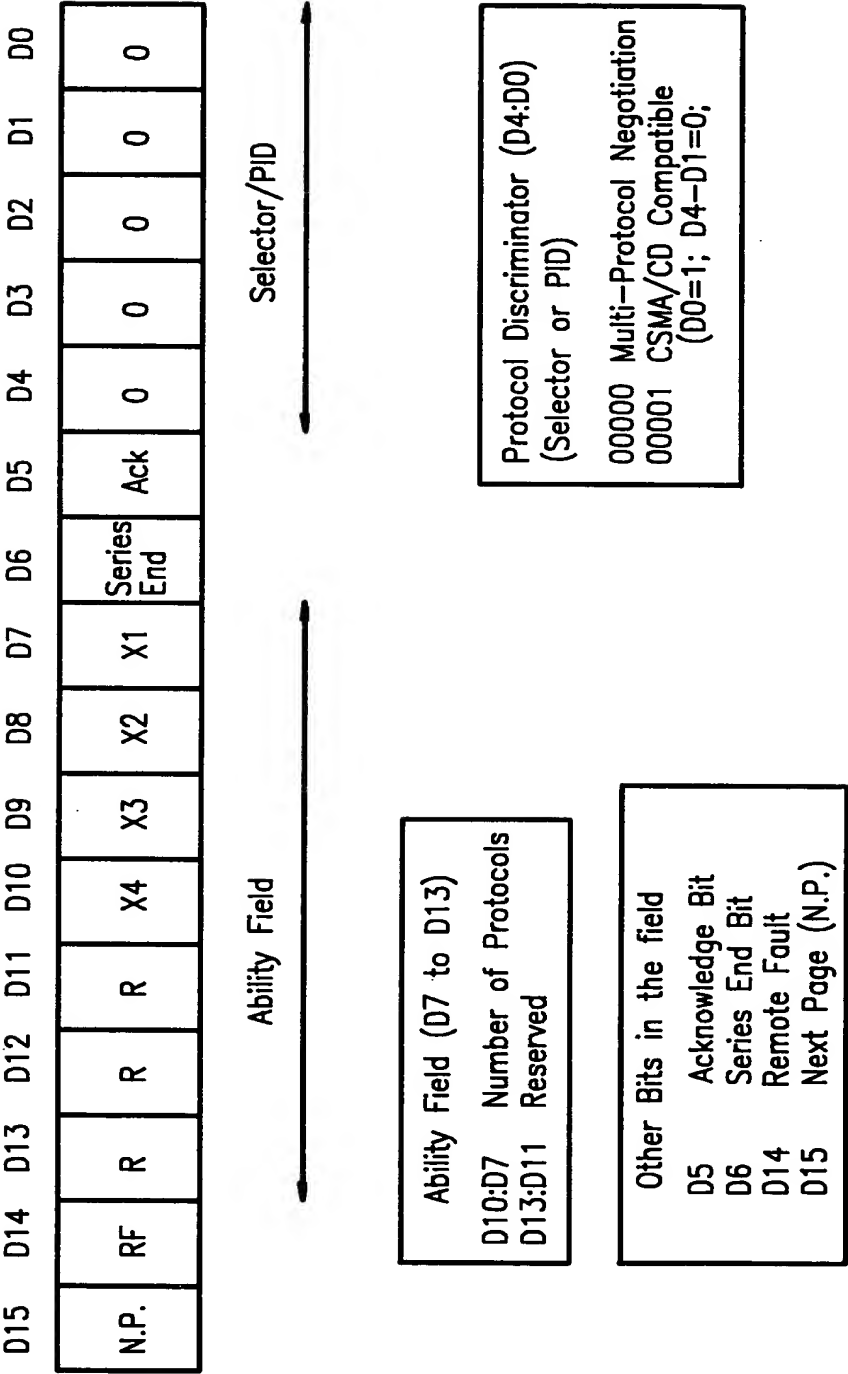 D15 D14 D13 D12 D11 D10 D9 D8 D7 D6 D5 D4 D3 D2 D1 D0
N.P. RF R R R X4 X3 X2 X1 Series End Ack 0 0 0 0 0
Ability Field
Selector/PID
Ability Field (D7 to D13)
D10:D7 Number of Protocols
D13:D11 Reserved
Other Bits in the field
D5 Acknowledge Bit
D6 Series End Bit
D14 Remote Fault
D15 Next Page (N.P.)
Protocol Discriminator (D4:D0)
(Selector or PID)
00000 Multi-Protocol Negotiation
00001 CSMA/CD Compatible
(D0=1; D4-D1=0;